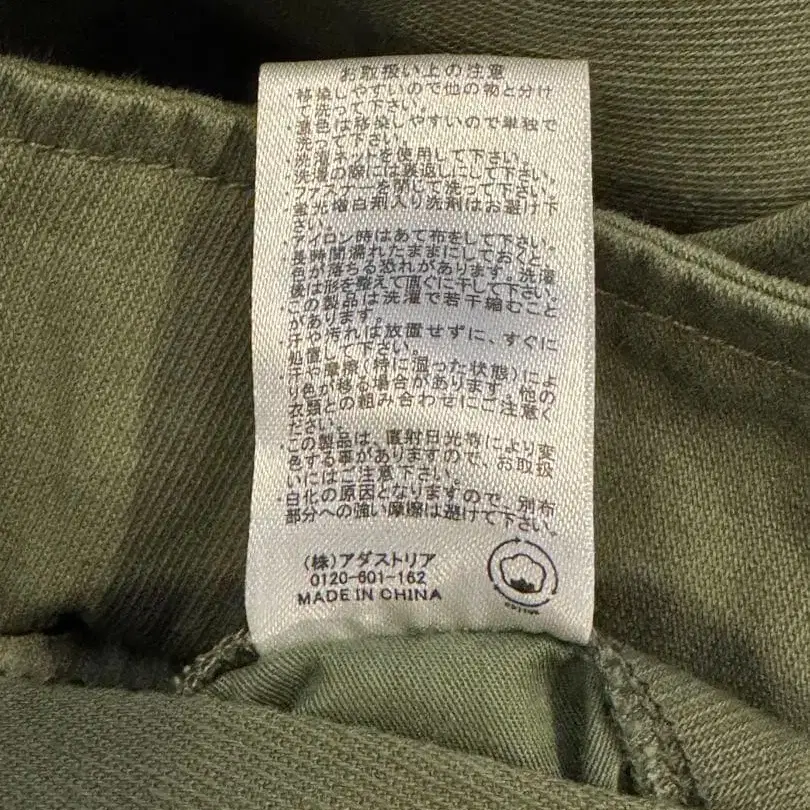 お取扱い上の注意
・移染しやすいので他の物と分け
て洗って下さい。
・濃色は移染しやすいので単独で
洗って下さい。
・洗濯ネットを使用して下さい。
・洗濯の際には裏返しにして下さい。
・ファスナーを閉じて洗って下さい。
・蛍光増白剤入り洗剤はお避け下
さい。
・アイロン時はあて布をして下さい。
・長時間濡れたままにしておくと、
色が落ちる恐れがあります。洗濯
後は形を整えて直ぐに干して下さい。
・この製品は洗濯で若干縮むこと
があります。
・汗や汚れは放置せずに、すぐに
処置して下さい。
・汗や摩擦(特に湿った状態)によ
り色が移る場合があります。他の
衣類との組み合わせにご注意く
ださい。
・この製品は、直射日光等により変
色する事がありますので、お取扱
いにはご注意下さい。
・白化の原因となりますので、別布
部分への強い摩擦は避けて下さい。
(株)アダストリア
0120-601-162
MADE IN CHINA
COTTON